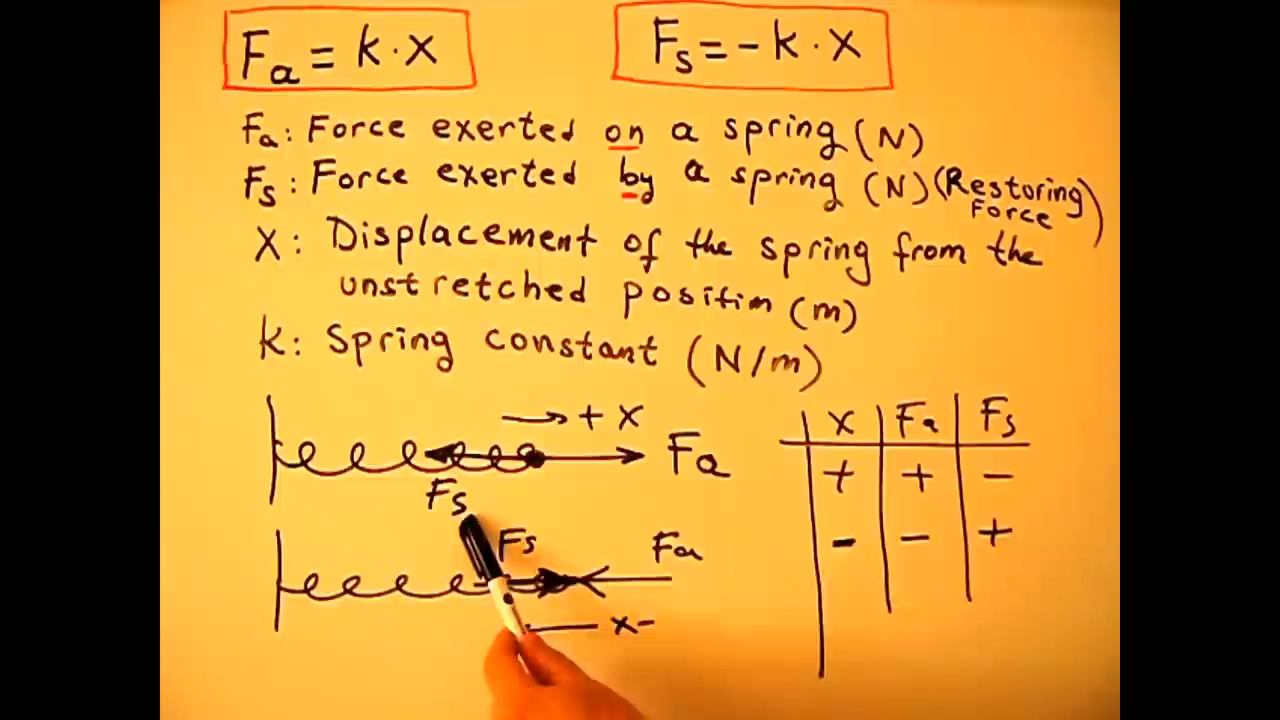 Fa = k · x
Fs = - k · x
Fa: Force exerted on a spring (N)
Fs: Force exerted by a spring (N) (Restoring Force)
X: Displacement of the spring from the
unstretched position (m)
k: Spring constant (N/m)
→ + X
Fa
Fs
Fs
Fa
X-
X Fa Fs
+ + -
- - +